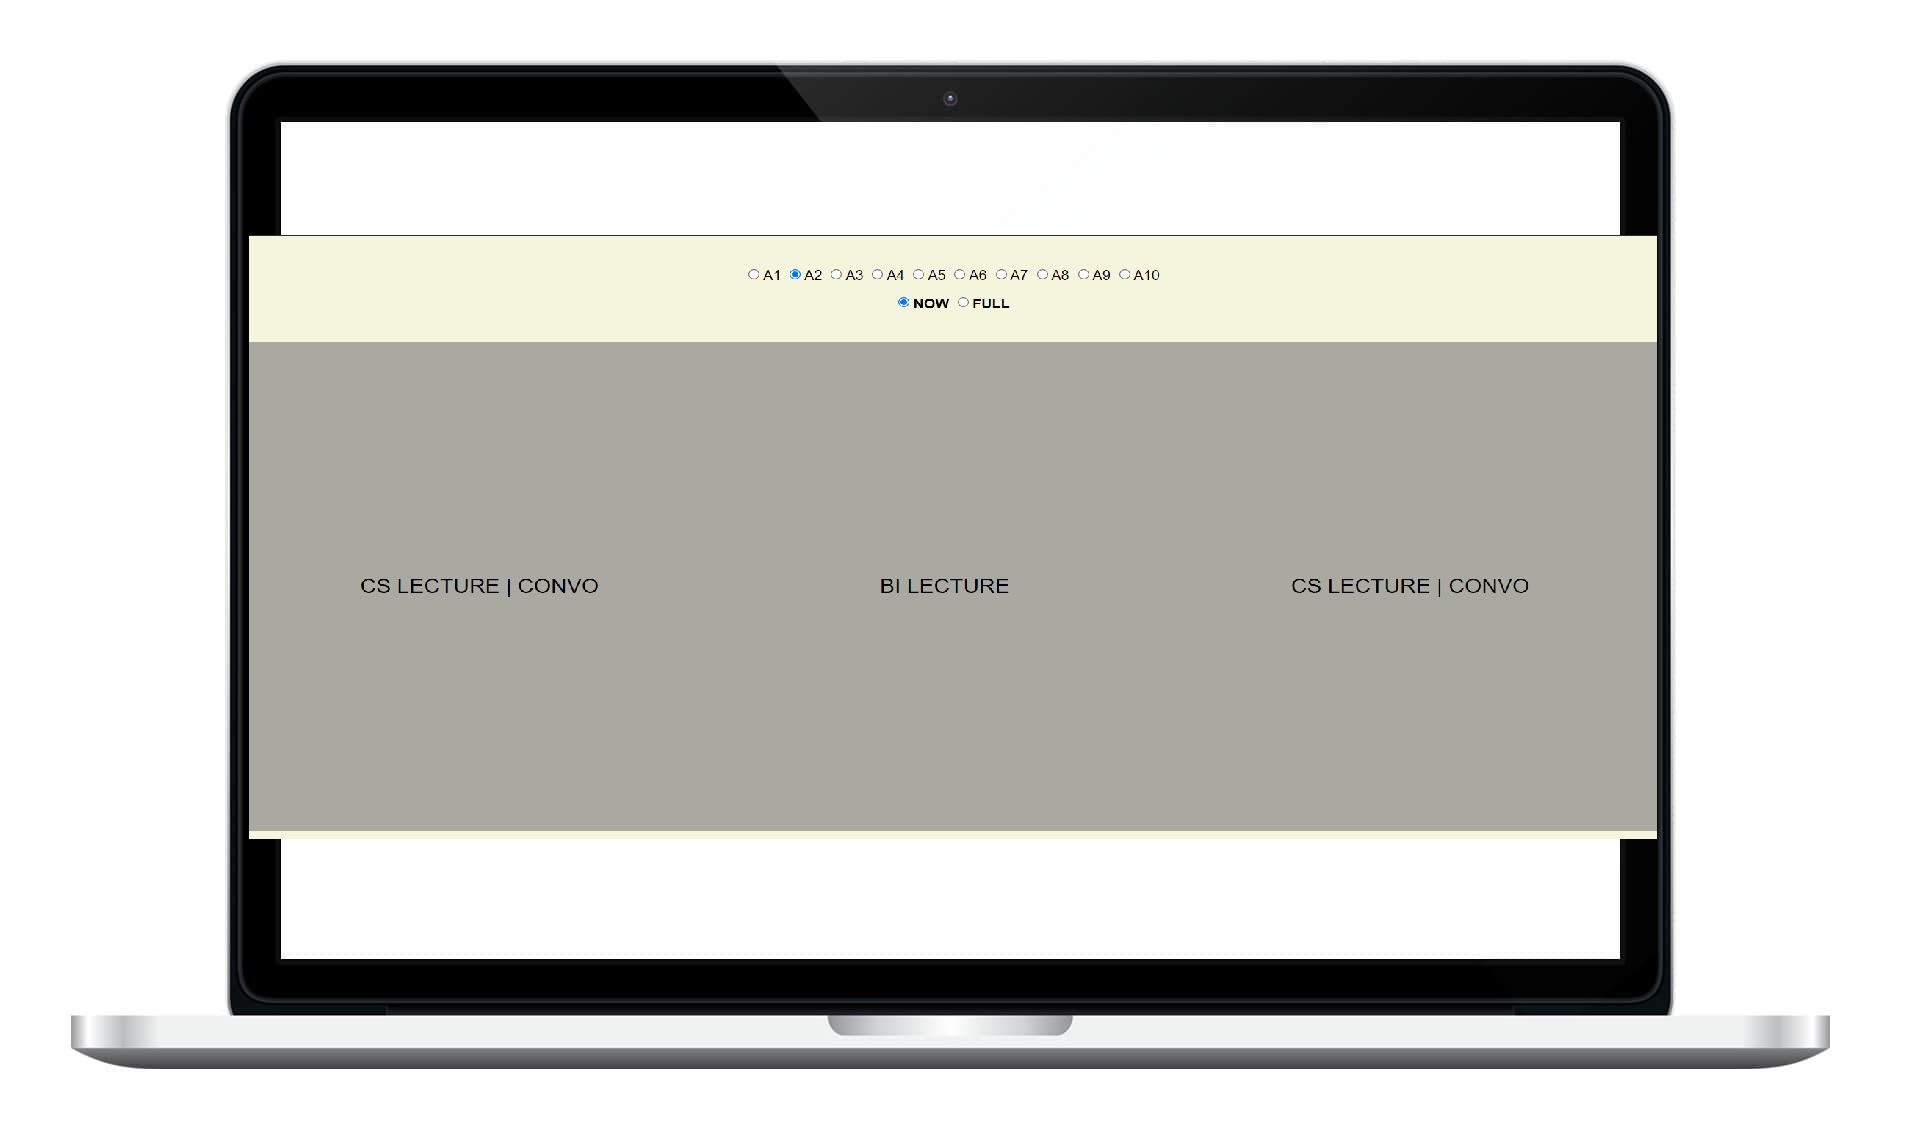 A1 A2 A3 A4 A5 A6 A7 A8 A9 A10
NOW FULL
CS LECTURE | CONVO BI LECTURE CS LECTURE | CONVO